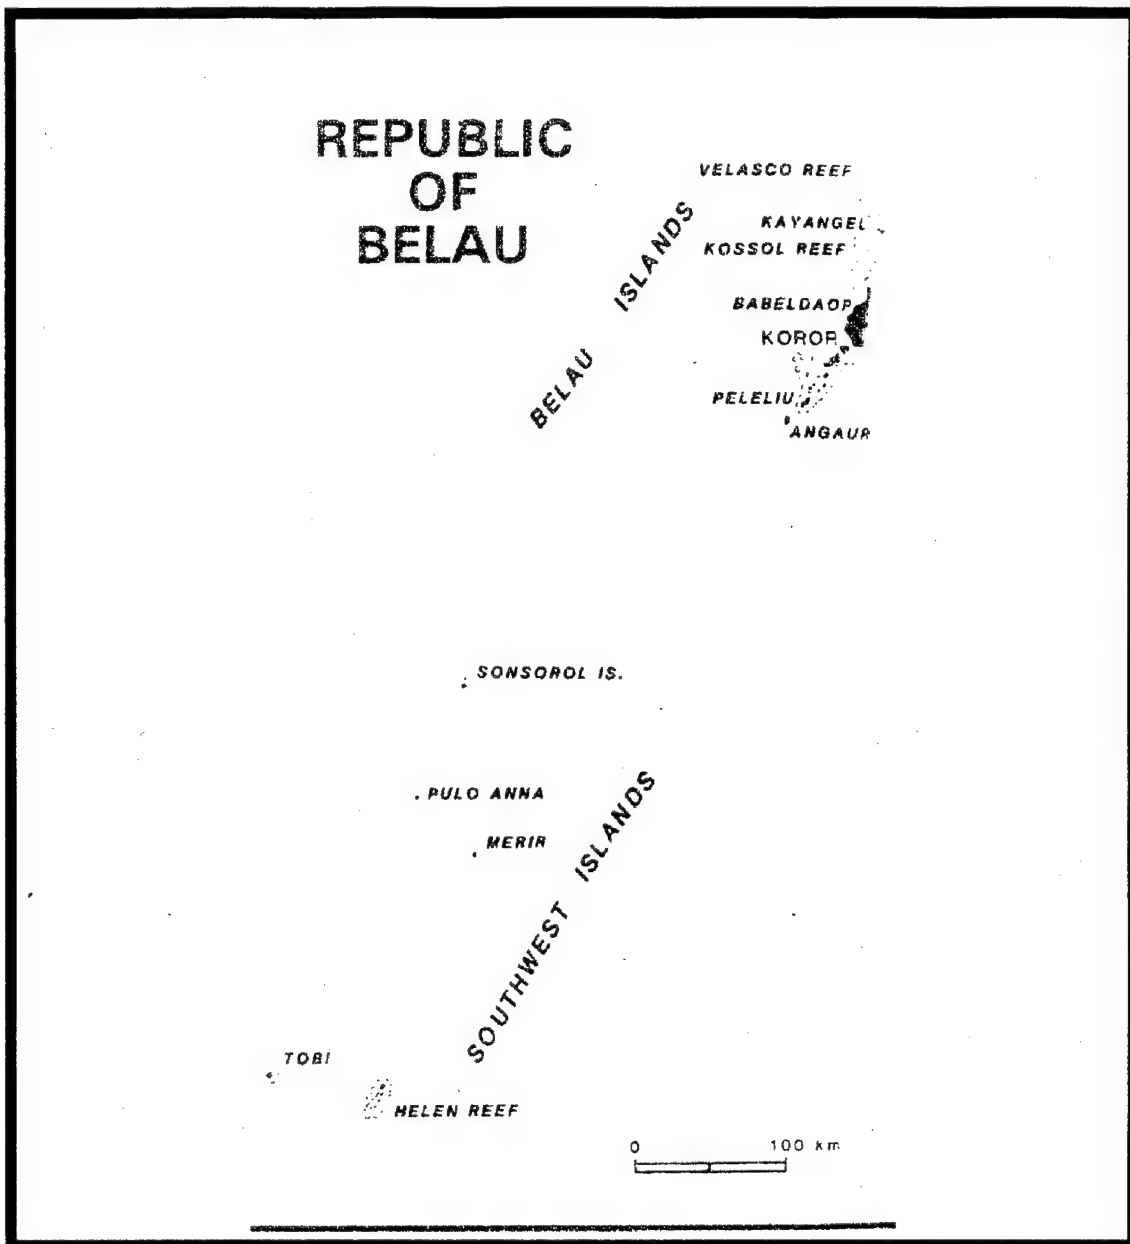 REPUBLIC
OF
BELAU
VELASCO REEF
KAYANGEL
KOSSOL REEF
BABELDAOP
KOROR
PELELIU
ANGAUR
BELAU ISLANDS
SONSOROL IS.
PULO ANNA
MERIR
SOUTHWEST ISLANDS
TOBI
HELEN REEF
0 100 km